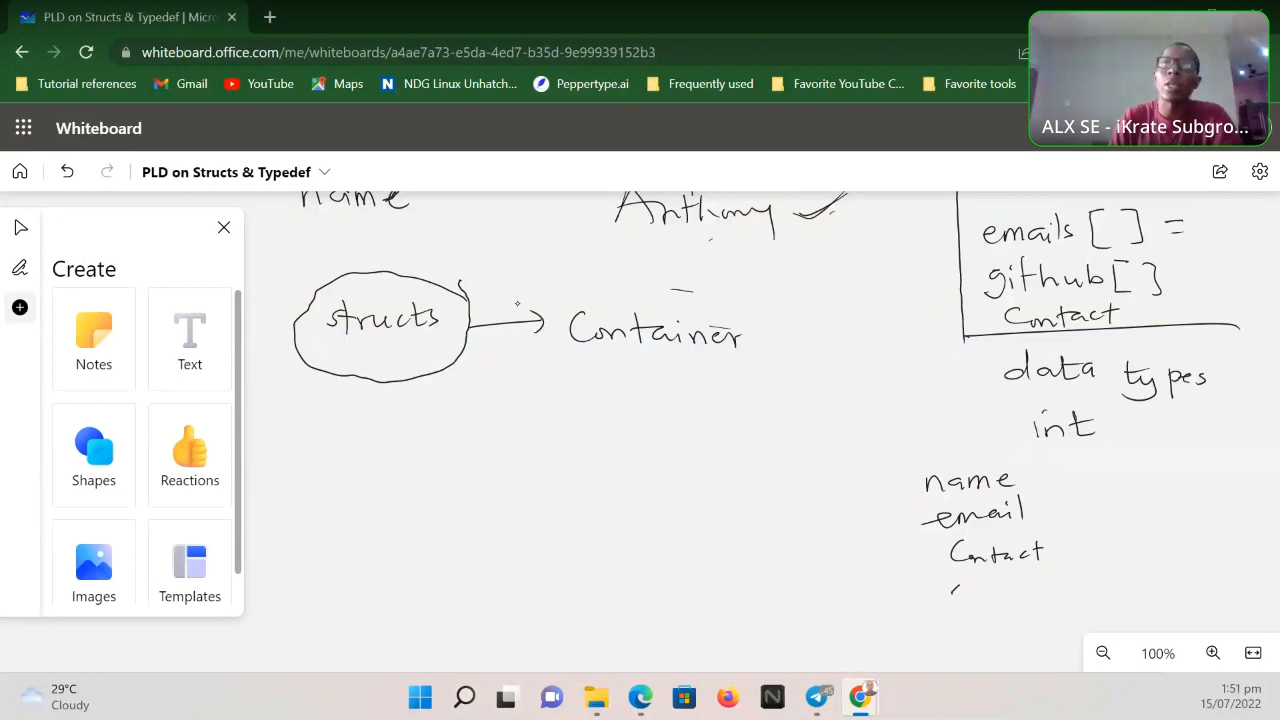 PLD on Structs & Typedef | Micr
whiteboard.office.com/me/whiteboards/a4ae7a73-e5da-4ed7-b35d-9e99939152b3
Tutorial references
Gmail
YouTube
Maps
NDG Linux Unhatch...
Peppertype.ai
Frequently used
Favorite YouTube C...
Favorite tools
ALX SE - iKrate Subgro...
Whiteboard
PLD on Structs & Typedef
Create
Notes
Text
Shapes
Reactions
Images
Templates
name
Anthony
structs
Container
emails [ ] =
github [ ]
Contact
data types
int
name
email
Contact
100%
29°C
Cloudy
45
1:51 pm
15/07/2022